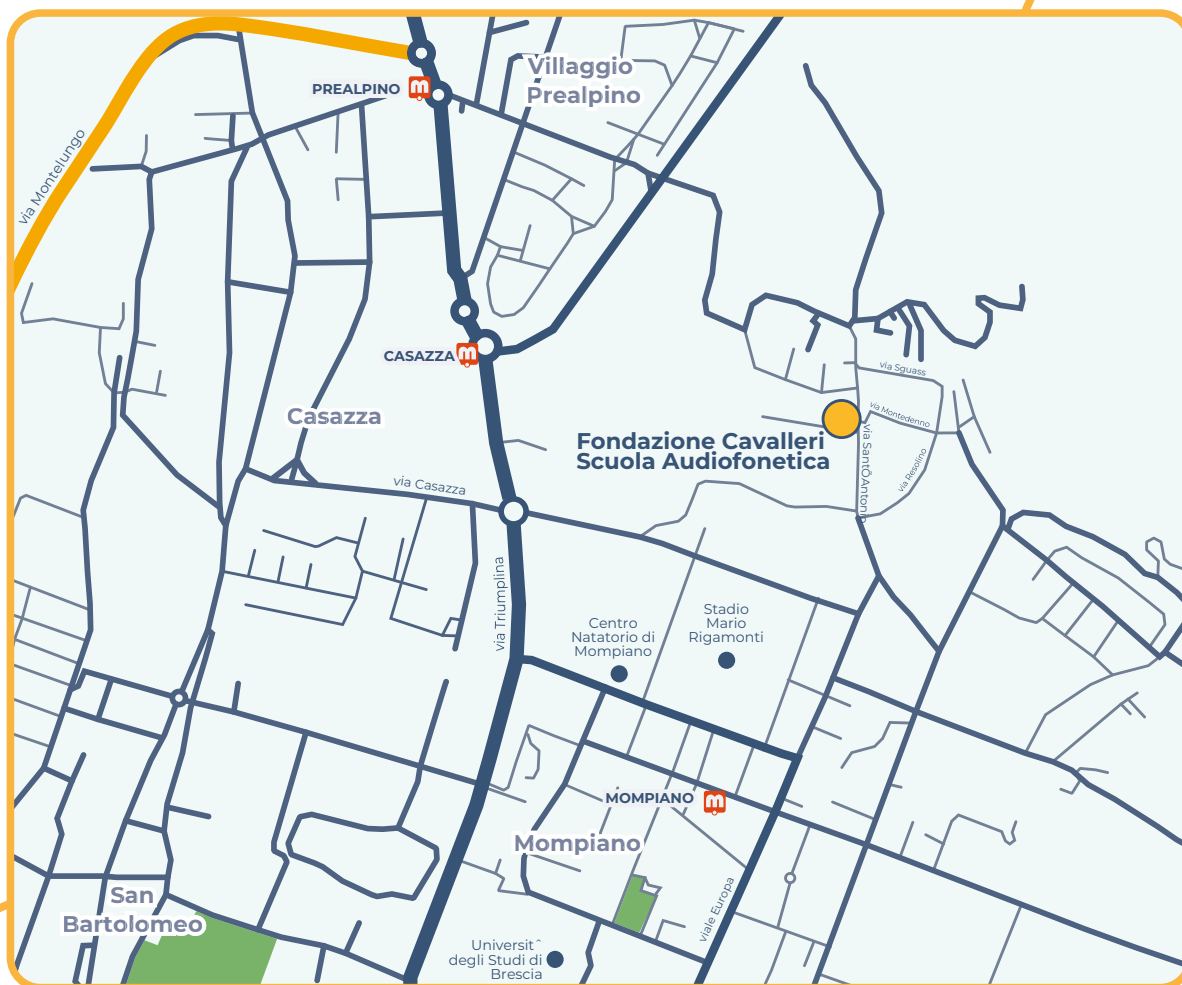 Villaggio
Prealpino
PREALPINO
m
via Montelungo
CASAZZA
m
via Sguass
via Montedenno
Casazza
Fondazione Cavalleri
Scuola Audiofonetica
via SantÕAntonio
via Resolino
via Casazza
via Triumplina
Stadio
Mario
Rigamonti
Centro
Natatorio di
Mompiano
MOMPIANO
m
Mompiano
San
Bartolomeo
viale Europa
Universitˆ
degli Studi di
Brescia